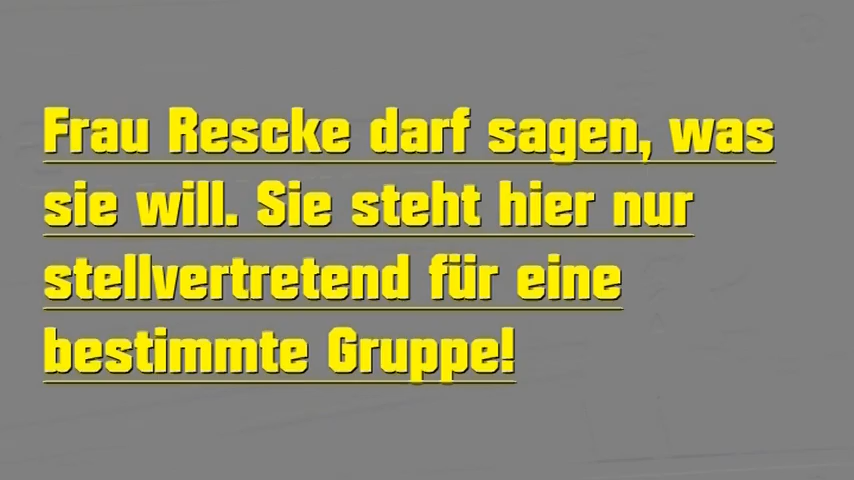 Frau Rescke darf sagen, was
sie will. Sie steht hier nur
stellvertretend für eine
bestimmte Gruppe!